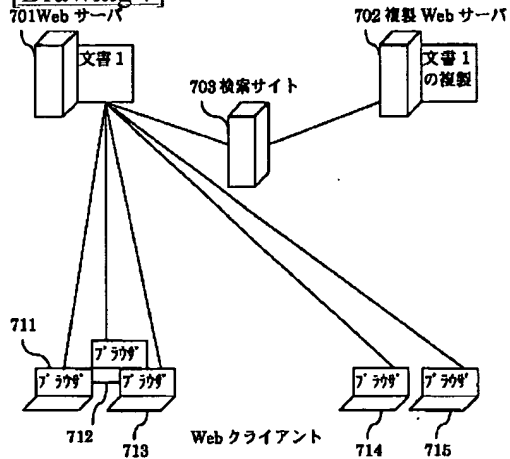 [Drawing 7]
701Web サーバ
文書 1
702 複製 Web サーバ
文書 1
の複製
703 検索サイト
711
ブラウザ
ブラウザ
ブラウザ
712
713
Web クライアント
ブラウザ
ブラウザ
714
715